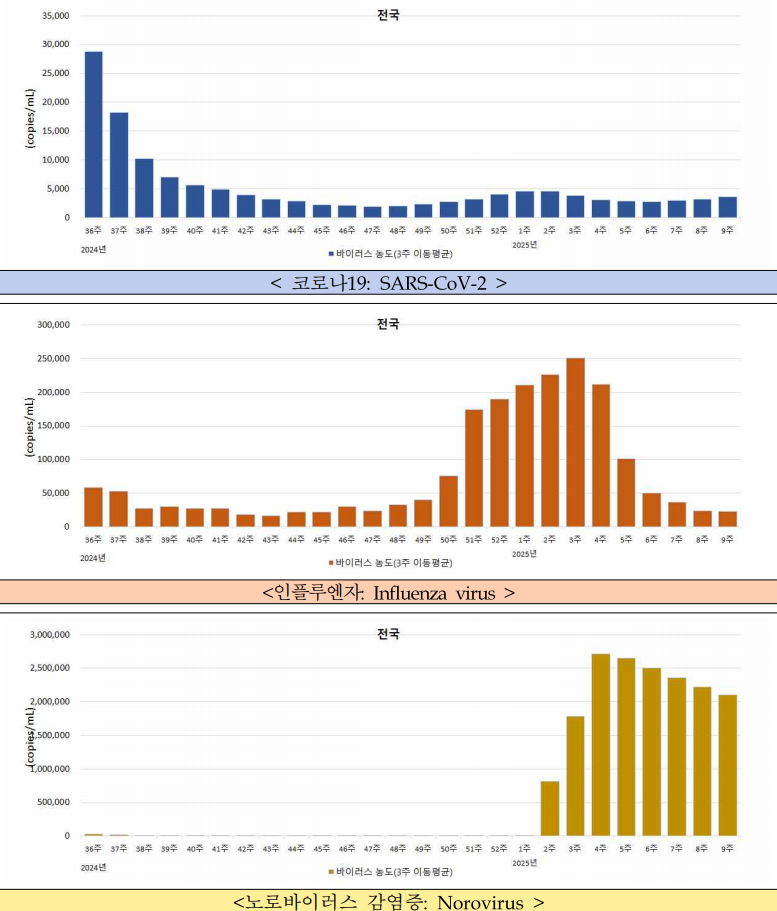 전국
35,000
30,000
25,000
20,000
15,000
10,000
5,000
0
(copies/mL)
36주 37주 38주 39주 40주 41주 42주 43주 44주 45주 46주 47주 48주 49주 50주 51주 52주 1주 2주 3주 4주 5주 6주 7주 8주 9주
2024년 2025년
바이러스 농도(3주 이동평균)
< 코로나19: SARS-CoV-2 >
전국
300,000
250,000
200,000
150,000
100,000
50,000
0
(copies/mL)
36주 37주 38주 39주 40주 41주 42주 43주 44주 45주 46주 47주 48주 49주 50주 51주 52주 1주 2주 3주 4주 5주 6주 7주 8주 9주
2024년 2025년
바이러스 농도(3주 이동평균)
<인플루엔자: Influenza virus >
전국
3,000,000
2,500,000
2,000,000
1,500,000
1,000,000
500,000
0
(copies/mL)
36주 37주 38주 39주 40주 41주 42주 43주 44주 45주 46주 47주 48주 49주 50주 51주 52주 1주 2주 3주 4주 5주 6주 7주 8주 9주
2024년 2025년
바이러스 농도(3주 이동평균)
<노로바이러스 감염증: Norovirus >